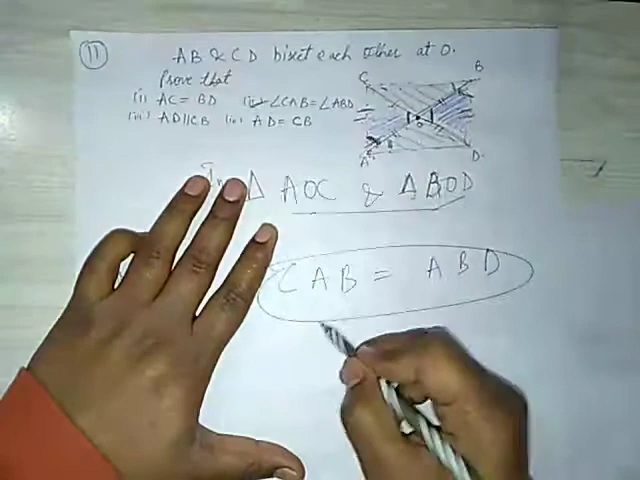 11
AB & CD biset each other at O.
Prove that
(i) AC = BD (ii) ∠CAB = ∠ABD
(iii) AD||CB (iv) AD = CB
C B
O
A D
In Δ AOC & Δ BOD
CAB = ABD